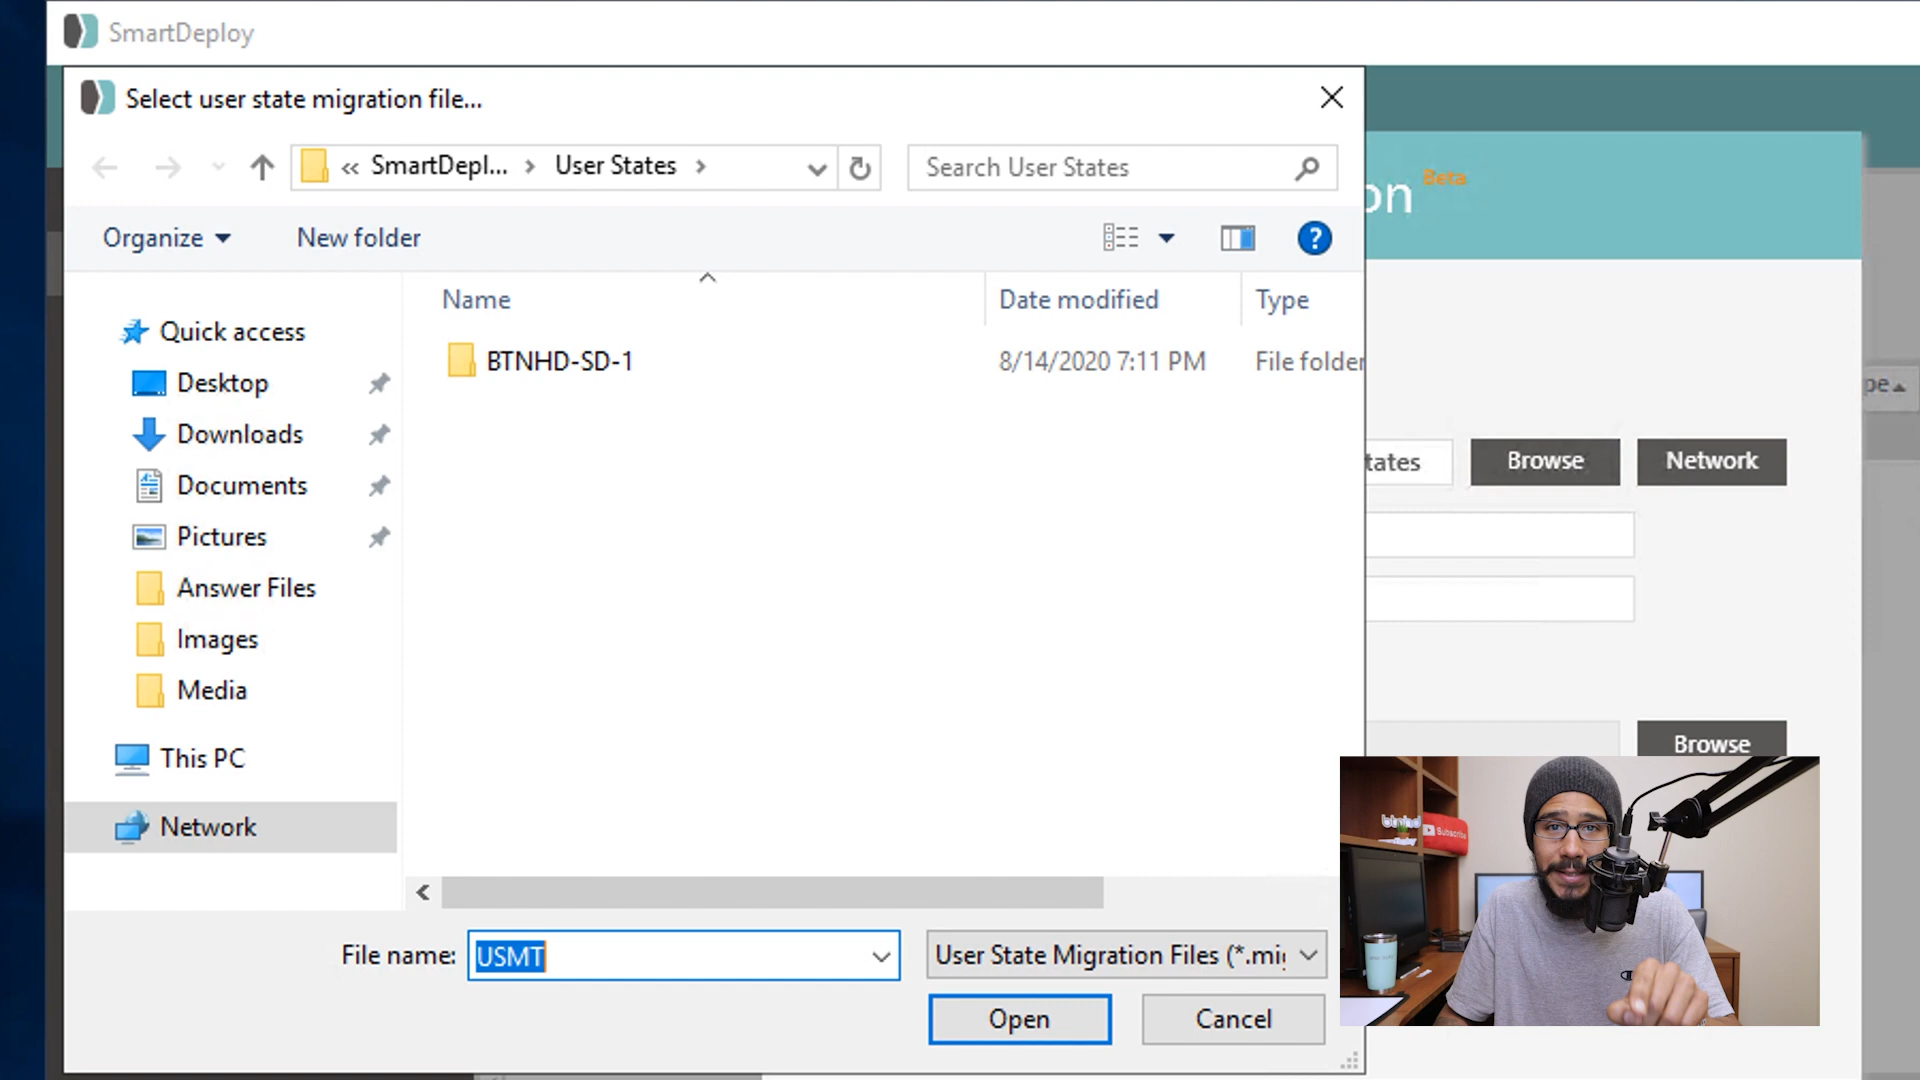 SmartDeploy
Select user state migration file...
« SmartDepl... › User States ›
Search User States
on Beta
Organize
New folder
?
Name
Date modified
Type
Quick access
BTNHD-SD-1
8/14/2020 7:11 PM
File folder
Desktop
pe
Downloads
tates
Browse
Network
Documents
Pictures
Answer Files
Images
Media
Browse
This PC
Network
btnhd
Subscribe
File name:
USMT
User State Migration Files (*.mi
Open
Cancel